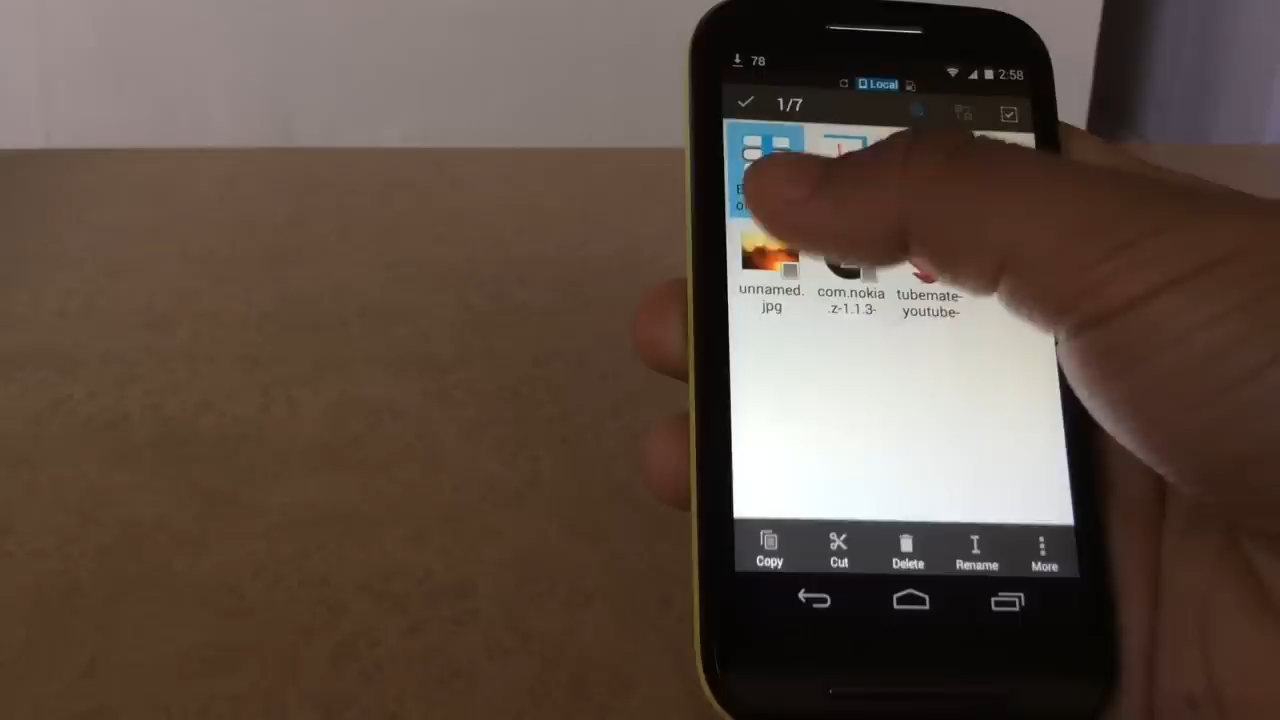 78
2:58
Local
1/7
unnamed.
jpg
com.nokia
.z-1.1.3-
tubemate-
youtube-
Copy
Cut
Delete
Rename
More